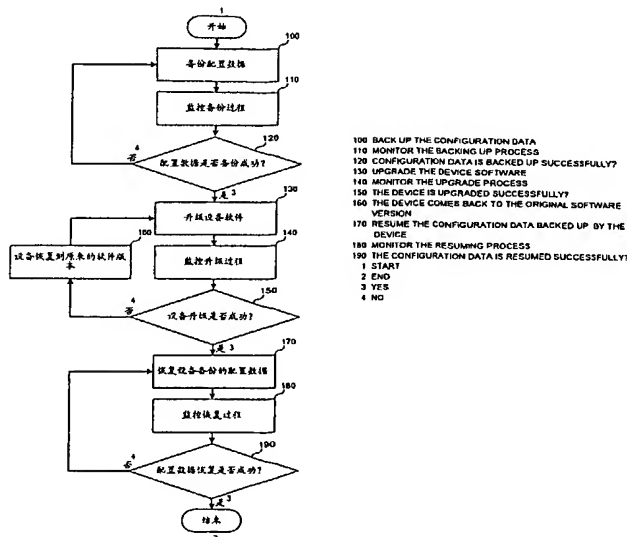 1
开始
100
备份配置数据
110
监控备份过程
120
4
否
配置数据是否备份成功?
是 3
130
升级设备软件
160
设备恢复到原来的软件版
本
140
监控升级过程
150
4
否
设备升级是否成功?
是 3
170
恢复设备备份的配置数据
180
监控恢复过程
190
4
否
配置数据恢复是否成功?
是 3
结束
2
100 BACK UP THE CONFIGURATION DATA
110 MONITOR THE BACKING UP PROCESS
120 CONFIGURATION DATA IS BACKED UP SUCCESSFULLY?
130 UPGRADE THE DEVICE SOFTWARE
140 MONITOR THE UPGRADE PROCESS
150 THE DEVICE IS UPGRADED SUCCESSFULLY?
160 THE DEVICE COMES BACK TO THE ORIGINAL SOFTWARE
VERSION
170 RESUME THE CONFIGURATION DATA BACKED UP BY THE
DEVICE
180 MONITOR THE RESUMING PROCESS
190 THE CONFIGURATION DATA IS RESUMED SUCCESSFULLY?
1 START
2 END
3 YES
4 NO